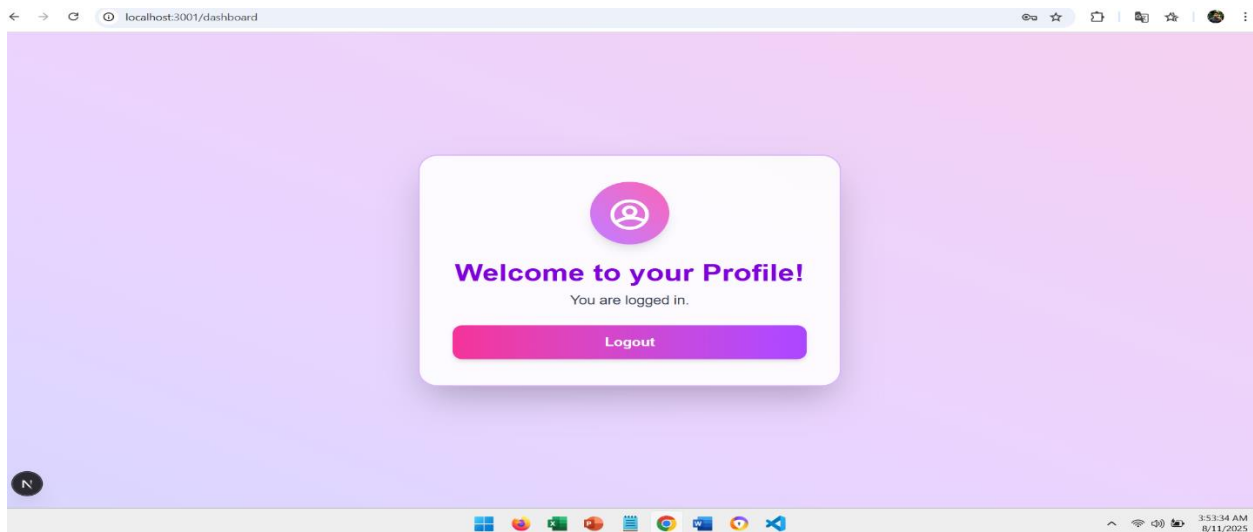 localhost:3001/dashboard
Welcome to your Profile!
You are logged in.
Logout
N
3:53:34 AM
8/11/2025